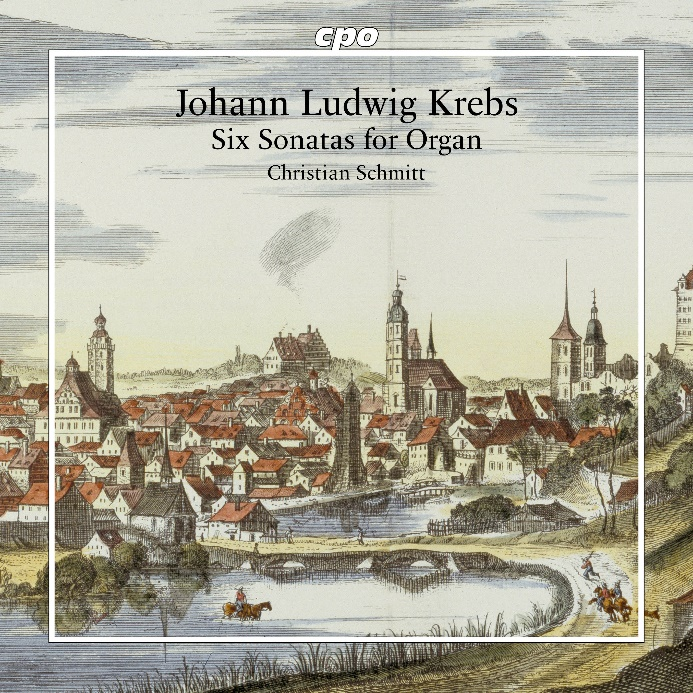 cpo
Johann Ludwig Krebs
Six Sonatas for Organ
Christian Schmitt